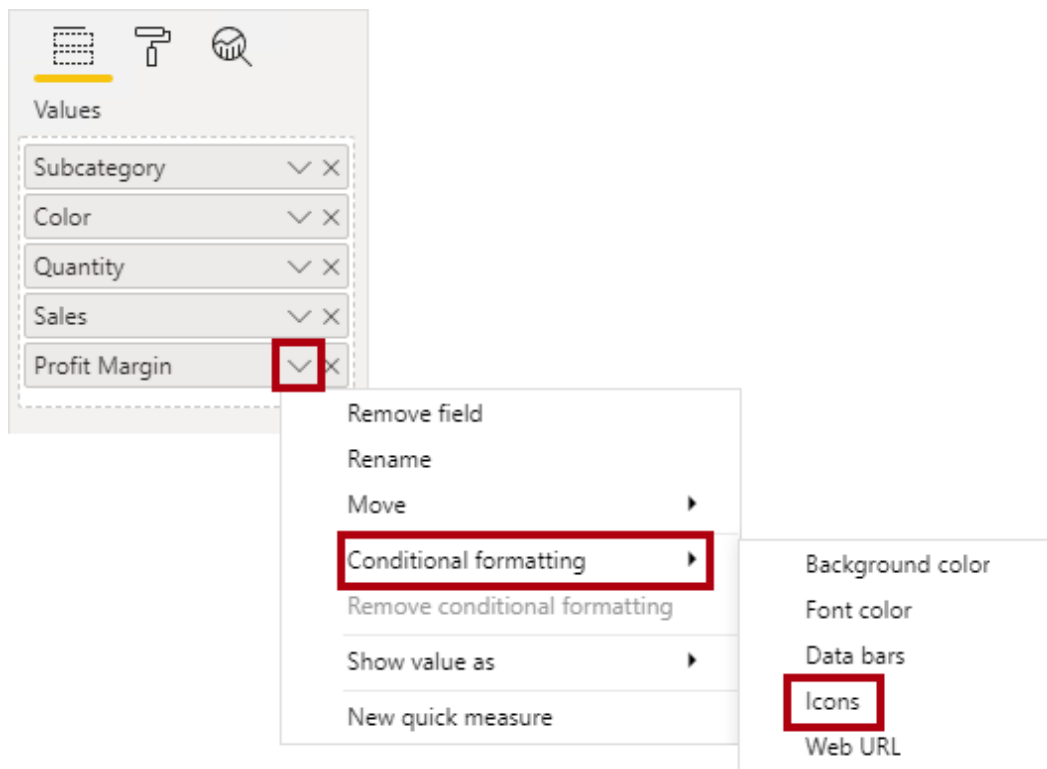 Values
Subcategory
Color
Quantity
Sales
Profit Margin
Remove field
Rename
Move
Conditional formatting
Remove conditional formatting
Show value as
New quick measure
Background color
Font color
Data bars
Icons
Web URL